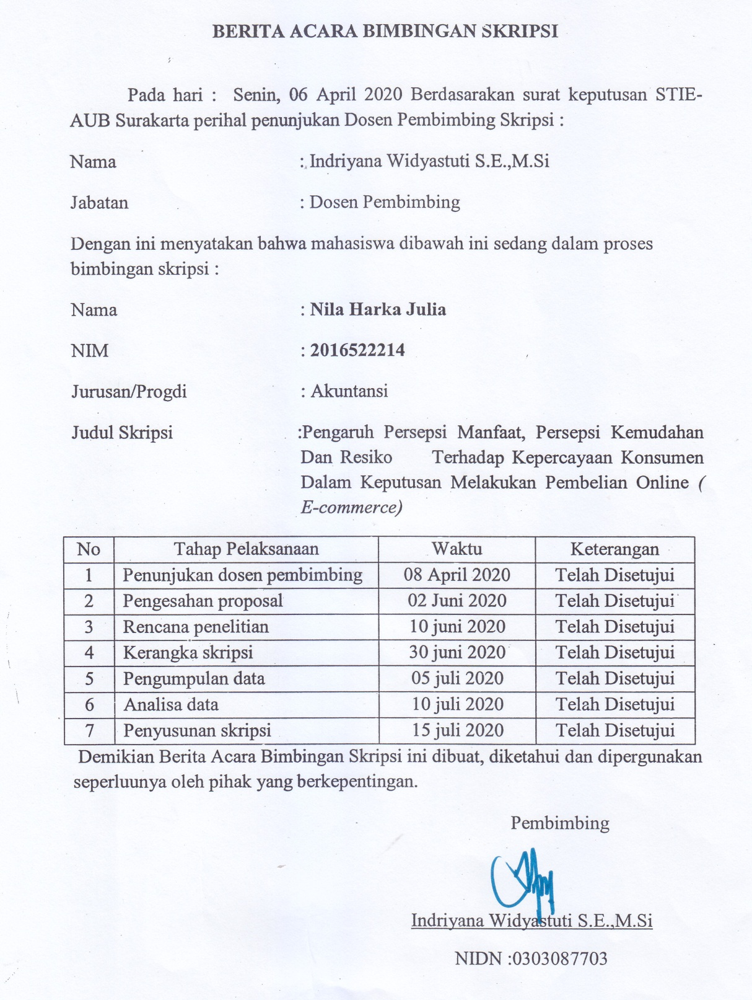 BERITA ACARA BIMBINGAN SKRIPSI
Pada hari : Senin, 06 April 2020 Berdasarakan surat keputusan STIE-
AUB Surakarta perihal penunjukan Dosen Pembimbing Skripsi :
Nama : Indriyana Widyastuti S.E.,M.Si
Jabatan : Dosen Pembimbing
Dengan ini menyatakan bahwa mahasiswa dibawah ini sedang dalam proses
bimbingan skripsi :
Nama : Nila Harka Julia
NIM : 2016522214
Jurusan/Progdi : Akuntansi
Judul Skripsi :Pengaruh Persepsi Manfaat, Persepsi Kemudahan
Dan Resiko Terhadap Kepercayaan Konsumen
Dalam Keputusan Melakukan Pembelian Online (
E-commerce)
No Tahap Pelaksanaan Waktu Keterangan
1 Penunjukan dosen pembimbing 08 April 2020 Telah Disetujui
2 Pengesahan proposal 02 Juni 2020 Telah Disetujui
3 Rencana penelitian 10 juni 2020 Telah Disetujui
4 Kerangka skripsi 30 juni 2020 Telah Disetujui
5 Pengumpulan data 05 juli 2020 Telah Disetujui
6 Analisa data 10 juli 2020 Telah Disetujui
7 Penyusunan skripsi 15 juli 2020 Telah Disetujui
Demikian Berita Acara Bimbingan Skripsi ini dibuat, diketahui dan dipergunakan
seperluunya oleh pihak yang berkepentingan.
Pembimbing
Indriyana Widyastuti S.E.,M.Si
NIDN :0303087703